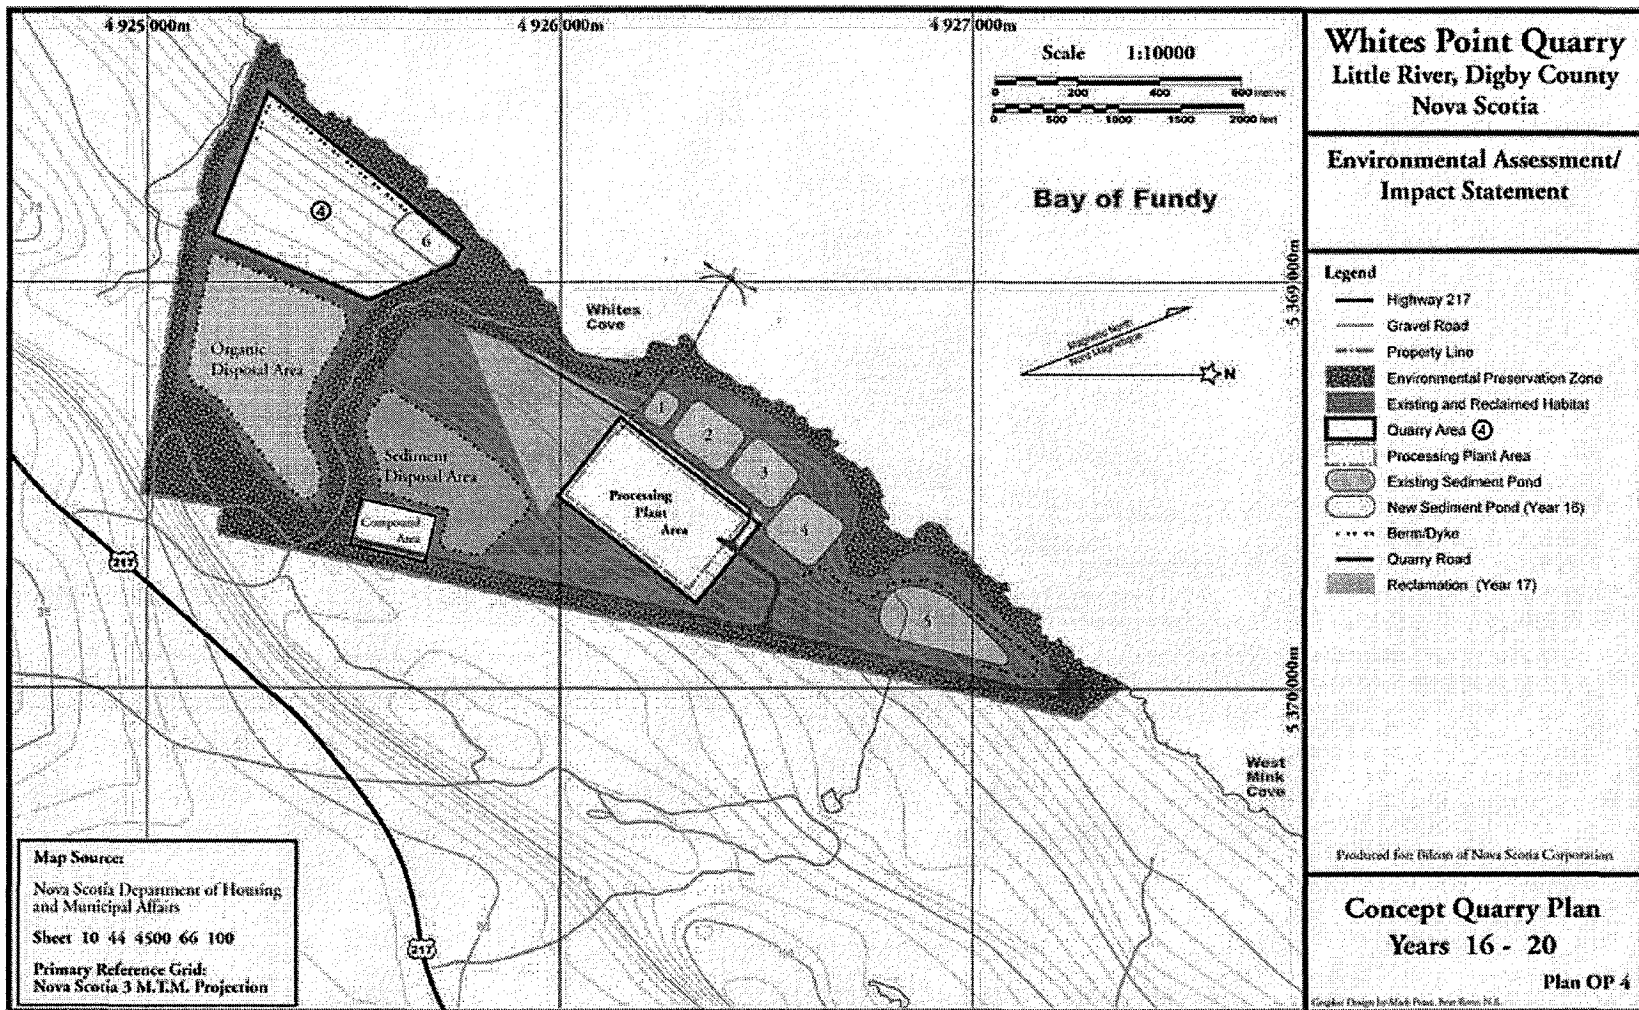 4 925 000m
4 926 000m
4 927 000m
Scale 1:10000
0 200 400 600 metres
0 500 1000 1500 2000 feet
Bay of Fundy
Whites
Cove
Magnetic North
Nord Magnétique
N
5 369 000m
5 370 000m
4
6
Organic
Disposal Area
Sediment
Disposal Area
Compound
Area
Processing
Plant
Area
1
2
3
4
5
217
217
West
Mink
Cove
Map Source:
Nova Scotia Department of Housing
and Municipal Affairs
Sheet 10 44 4500 66 100
Primary Reference Grid:
Nova Scotia 3 M.T.M. Projection
Whites Point Quarry
Little River, Digby County
Nova Scotia
Environmental Assessment/
Impact Statement
Legend
Highway 217
Gravel Road
Property Line
Environmental Preservation Zone
Existing and Reclaimed Habitat
Quarry Area 4
Processing Plant Area
Existing Sediment Pond
New Sediment Pond (Year 16)
Berm/Dyke
Quarry Road
Reclamation (Year 17)
Produced for: Bilcon of Nova Scotia Corporation
Concept Quarry Plan
Years 16 - 20
Plan OP 4